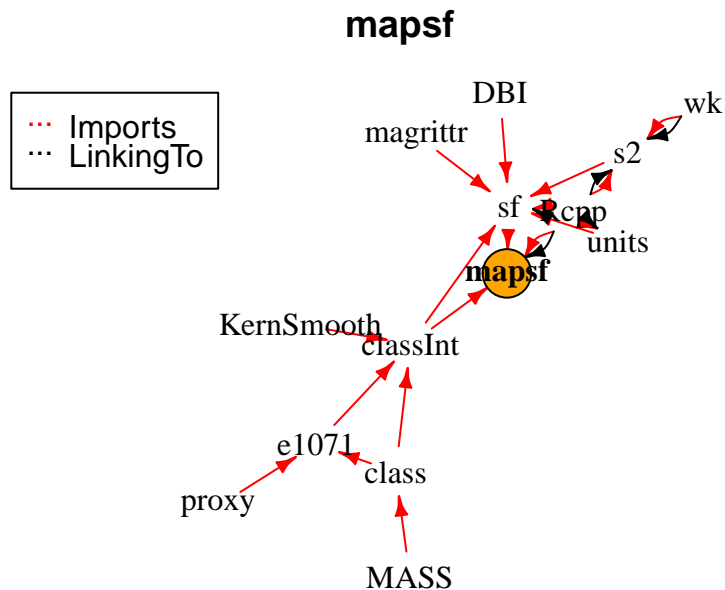 mapsf
Imports
LinkingTo
DBI
wk
magrittr
s2
sf
Rcpp
units
mapsf
KernSmooth
classInt
e1071
class
proxy
MASS